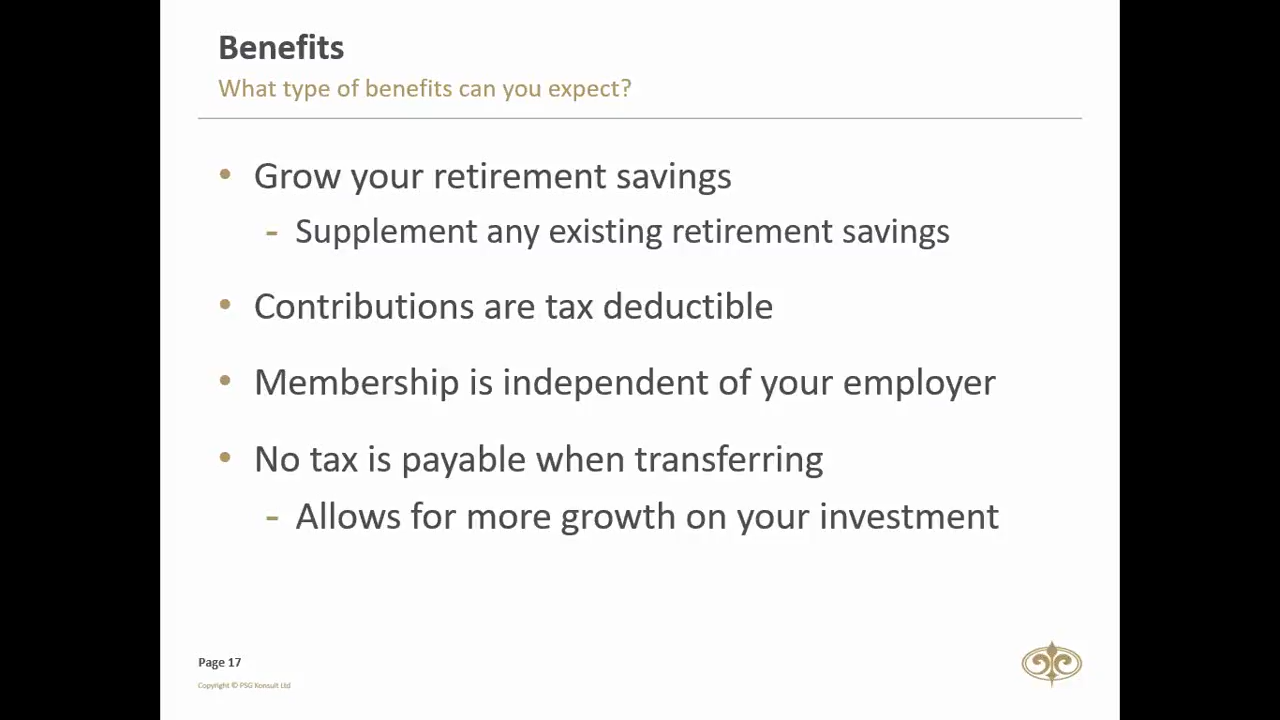 Benefits
What type of benefits can you expect?
• Grow your retirement savings
- Supplement any existing retirement savings
• Contributions are tax deductible
• Membership is independent of your employer
• No tax is payable when transferring
- Allows for more growth on your investment
Page 17
Copyright © PSG Konsult Ltd